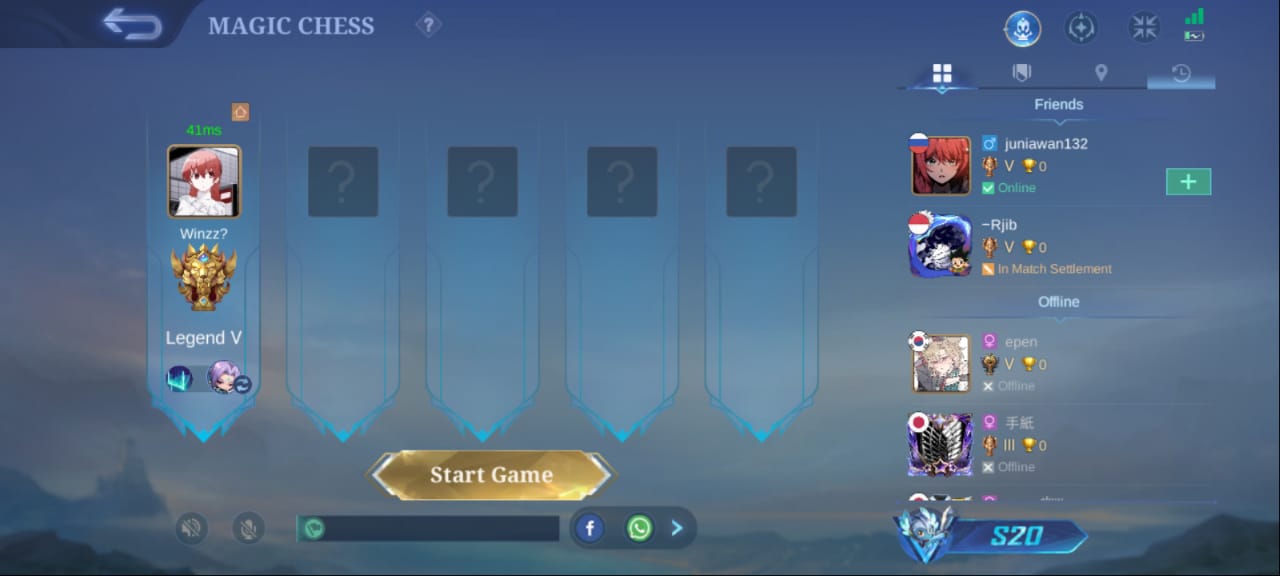 MAGIC CHESS
?
41ms
Winzz?
Legend V
?
?
?
?
Start Game
Friends
juniawan132
V 0
Online
+
–Rjib
V 0
In Match Settlement
Offline
epen
V 0
Offline
手紙
III 0
Offline
S20